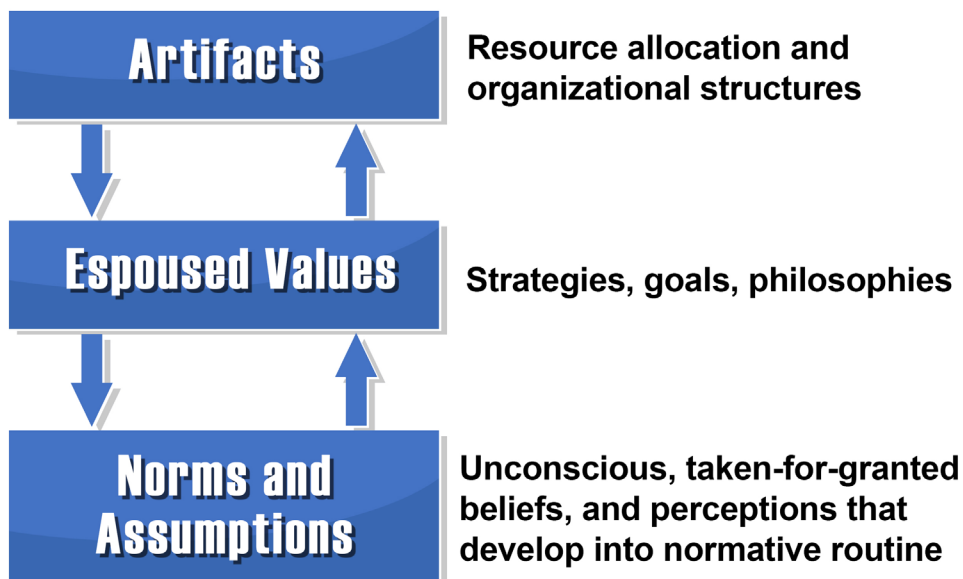 Artifacts
Resource allocation and
organizational structures
Espoused Values
Strategies, goals, philosophies
Norms and
Assumptions
Unconscious, taken-for-granted
beliefs, and perceptions that
develop into normative routine